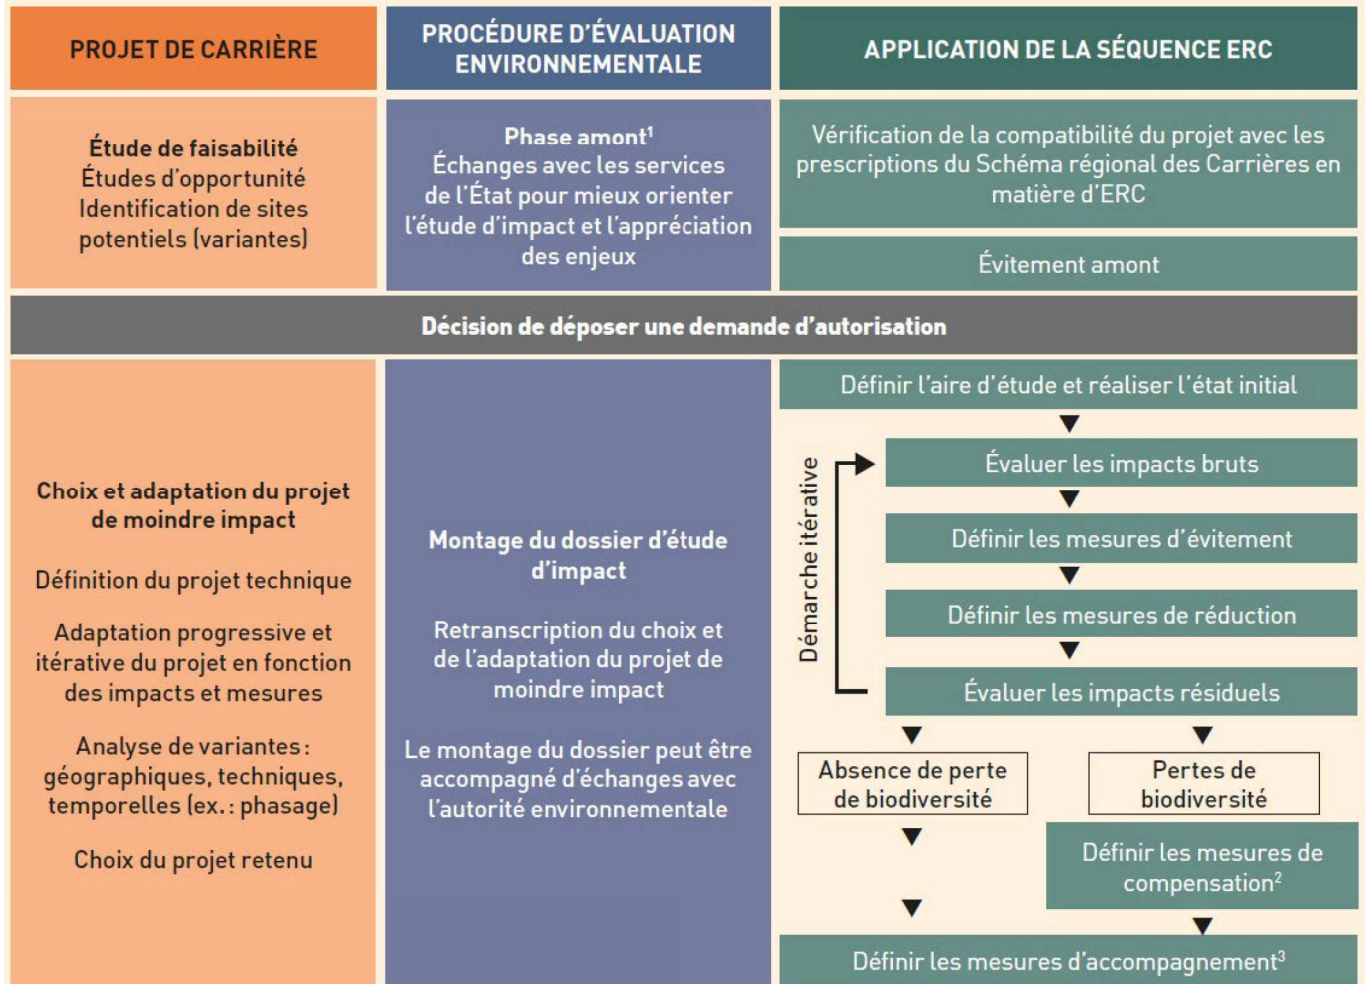 PROJET DE CARRIÈRE
PROCÉDURE D’ÉVALUATION
ENVIRONNEMENTALE
APPLICATION DE LA SÉQUENCE ERC
Étude de faisabilité
Études d’opportunité
Identification de sites
potentiels (variantes)
Phase amont¹
Échanges avec les services
de l’État pour mieux orienter
l’étude d’impact et l’appréciation
des enjeux
Vérification de la compatibilité du projet avec les
prescriptions du Schéma régional des Carrières en
matière d’ERC
Évitement amont
Décision de déposer une demande d’autorisation
Choix et adaptation du projet
de moindre impact
Définition du projet technique
Adaptation progressive et
itérative du projet en fonction
des impacts et mesures
Analyse de variantes :
géographiques, techniques,
temporelles (ex. : phasage)
Choix du projet retenu
Montage du dossier d’étude
d’impact
Retranscription du choix et
de l’adaptation du projet de
moindre impact
Le montage du dossier peut être
accompagné d’échanges avec
l’autorité environnementale
Définir l’aire d’étude et réaliser l’état initial
Démarche itérative
Évaluer les impacts bruts
Définir les mesures d’évitement
Définir les mesures de réduction
Évaluer les impacts résiduels
Absence de perte
de biodiversité
Pertes de
biodiversité
Définir les mesures de
compensation²
Définir les mesures d’accompagnement³